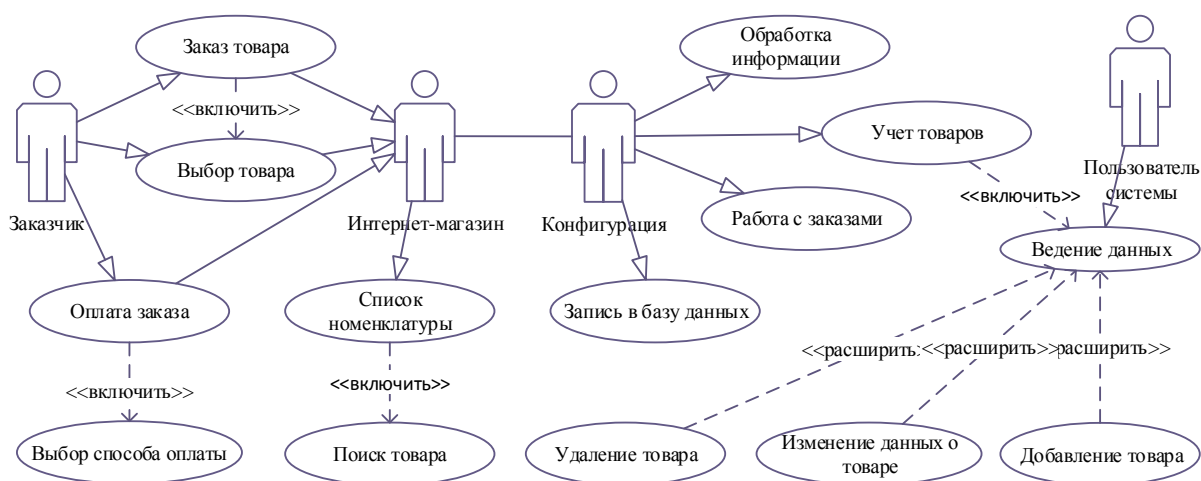 Заказ товара
Обработка
информации
<<включить>>
Учет товаров
Выбор товара
Пользователь
системы
<<включить>>
Заказчик
Интернет-магазин
Конфигурация
Работа с заказами
Ведение данных
Оплата заказа
Список
номенклатуры
Запись в базу данных
<<расширить>>
<<расширить>>
<<расширить>>
<<включить>>
<<включить>>
Выбор способа оплаты
Поиск товара
Удаление товара
Изменение данных о
товаре
Добавление товара